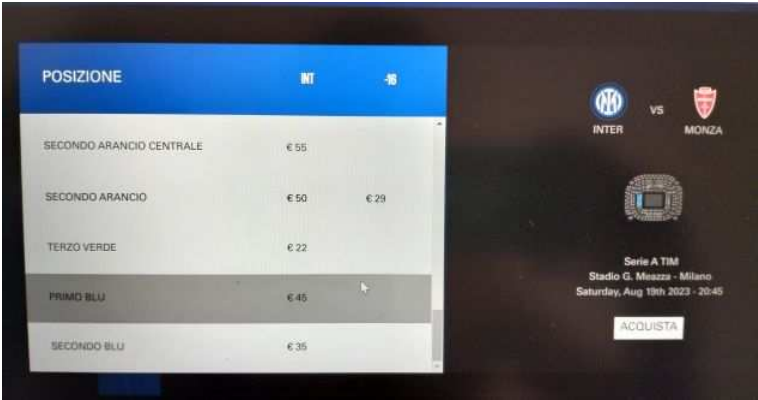 POSIZIONE INT -16
SECONDO ARANCIO CENTRALE € 55
SECONDO ARANCIO € 50 € 29
TERZO VERDE € 22
PRIMO BLU € 45
SECONDO BLU € 35
VS
INTER MONZA
Serie A TIM
Stadio G. Meazza - Milano
Saturday, Aug 19th 2023 - 20:45
ACQUISTA